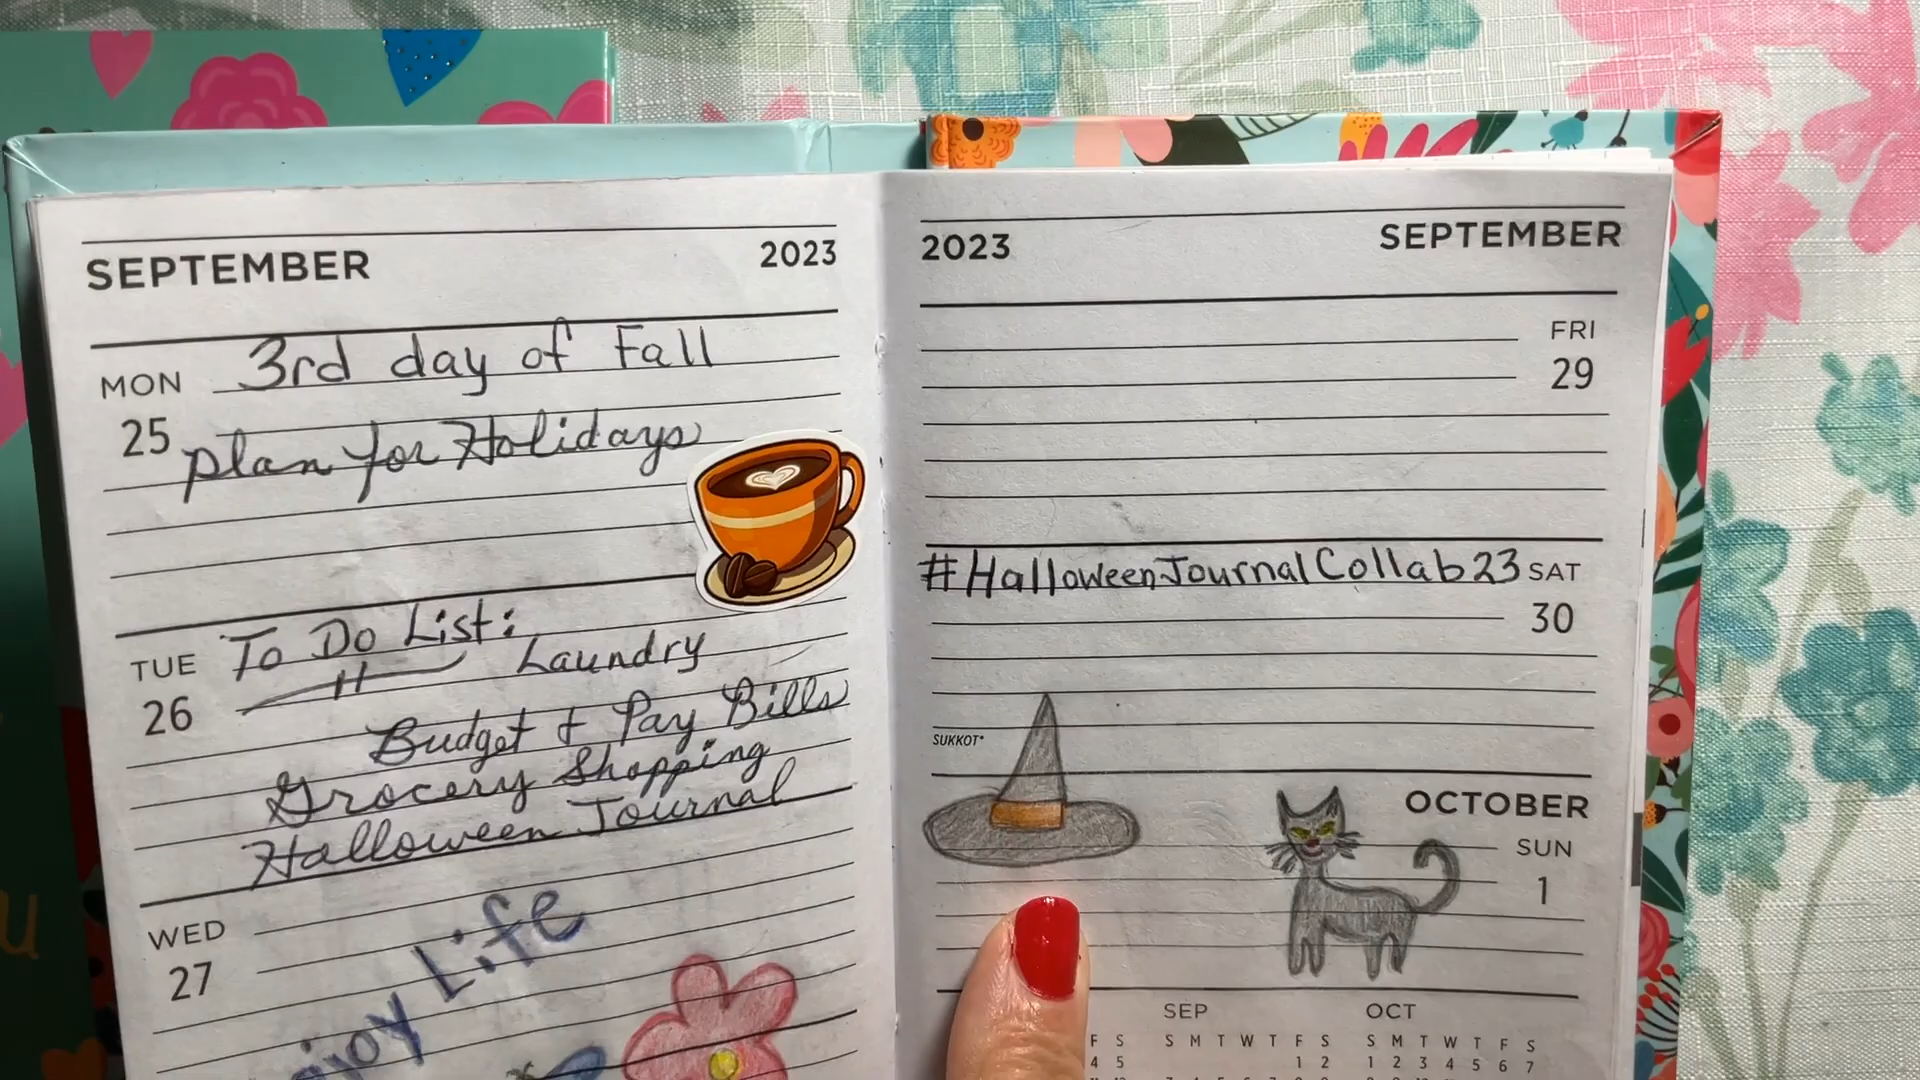 SEPTEMBER 2023
MON 3rd day of Fall
25 plan for Holidays
TUE To Do List:
26 Laundry
Budget + Pay Bills
Grocery Shopping
Halloween Journal
WED
27
Life
2023 SEPTEMBER
FRI
29
#HalloweenJournalCollab23 SAT
30
SUKKOT*
OCTOBER
SUN
1
SEP OCT
F S S M T W T F S S M T W T F S
4 5 1 2 1 2 3 4 5 6 7